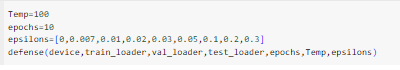 Temp=100
epochs=10
epsilons=[0,0.007,0.01,0.02,0.03,0.05,0.1,0.2,0.3]
defense(device,train_loader,val_loader,test_loader,epochs,Temp,epsilons)